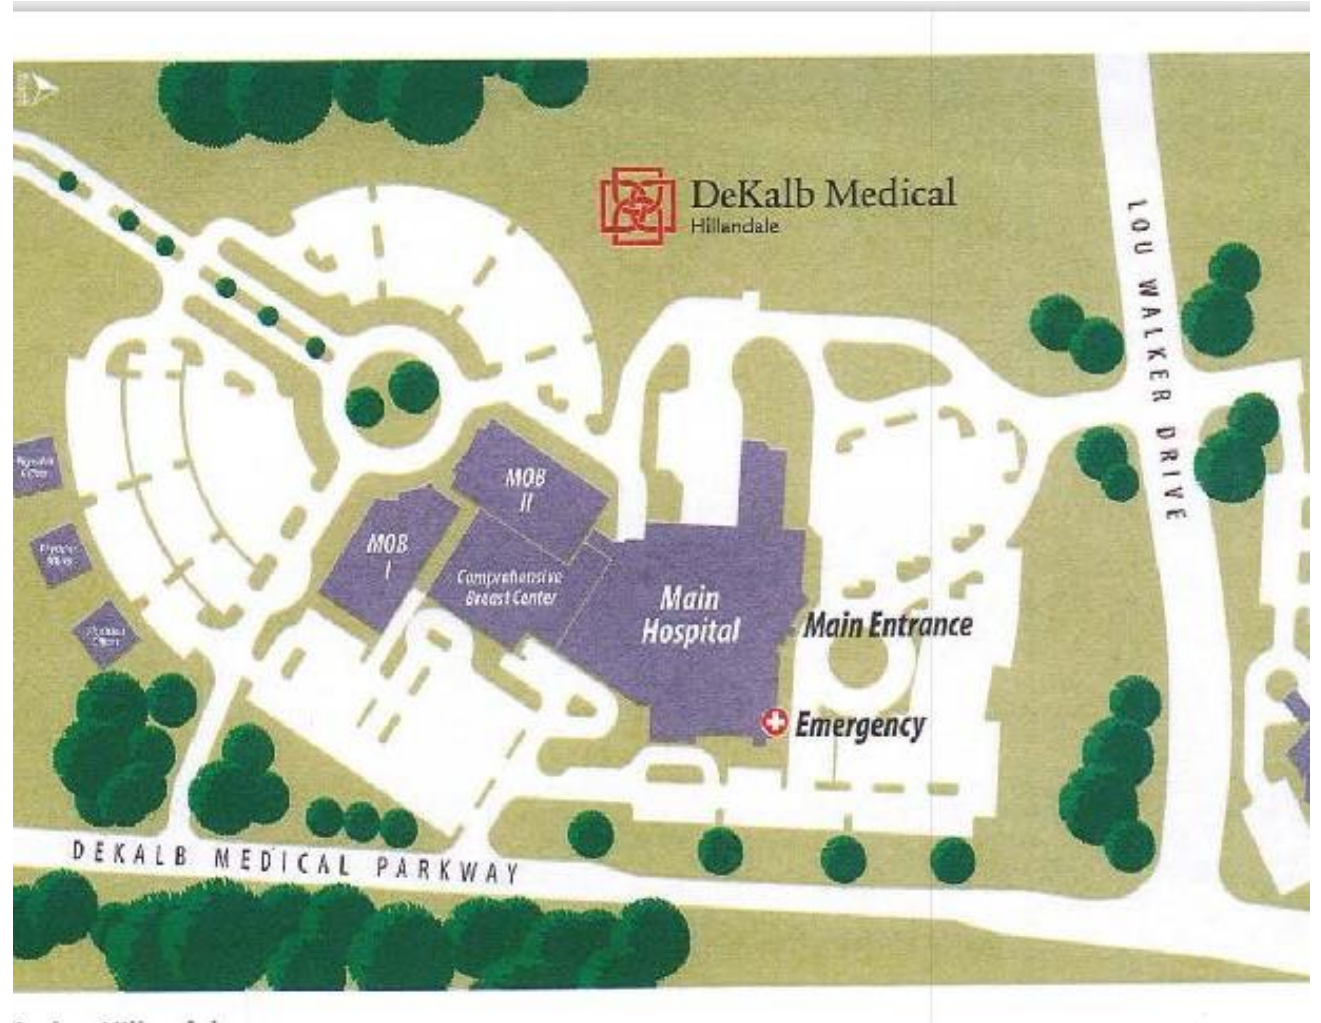 DeKalb Medical
Hillandale
LOU WALKER DRIVE
MOB
II
MOB
I
Comprehensive
Breast Center
Main
Hospital
Main Entrance
Emergency
DEKALB MEDICAL PARKWAY